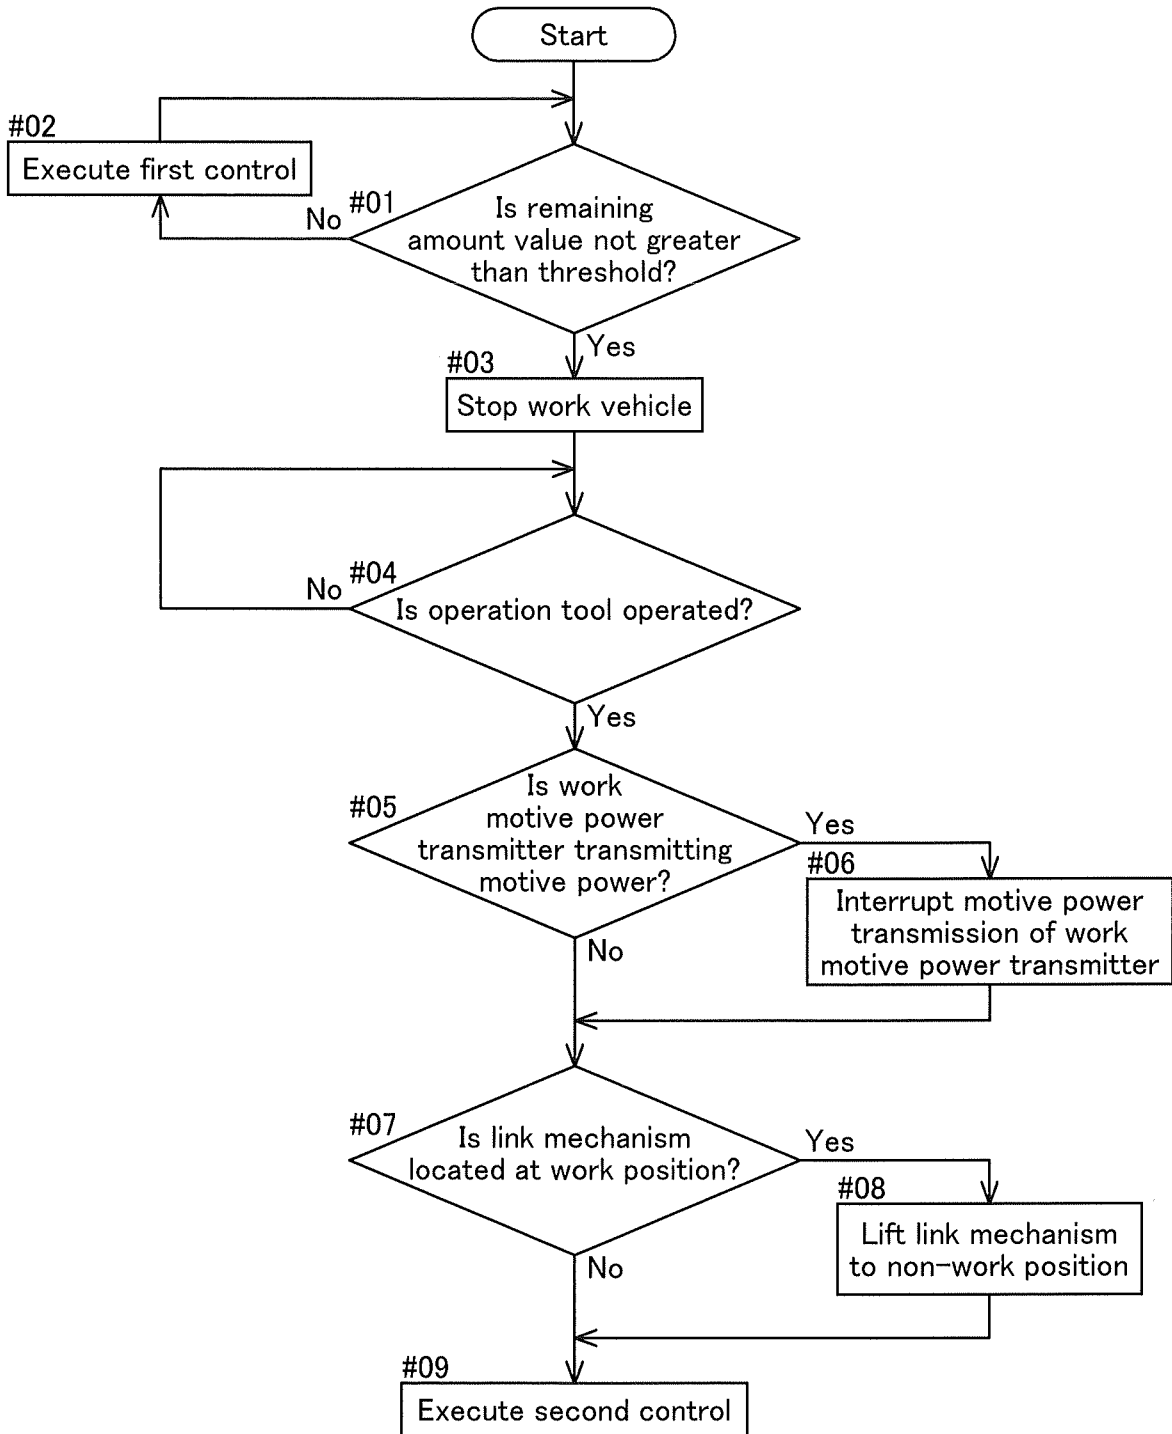 Start
#02
Execute first control
No
#01
Is remaining
amount value not greater
than threshold?
Yes
#03
Stop work vehicle
No
#04
Is operation tool operated?
Yes
#05
Is work
motive power
transmitter transmitting
motive power?
Yes
#06
Interrupt motive power
transmission of work
motive power transmitter
No
#07
Is link mechanism
located at work position?
Yes
#08
Lift link mechanism
to non-work position
No
#09
Execute second control